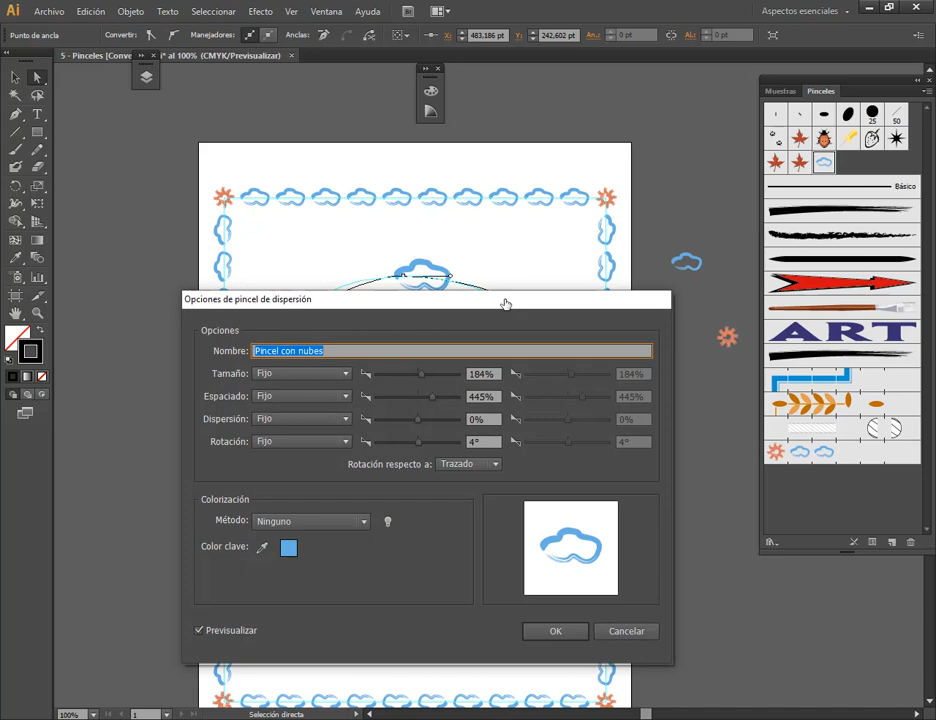 Ai Archivo Edición Objeto Texto Seleccionar Efecto Ver Ventana Ayuda Br Aspectos esenciales
Punto de ancla Convertir: Manejadores: Anclas: X: 483,186 pt Y: 242,602 pt An.: 0 pt Al.: 0 pt
5 - Pinceles [Conve i* al 100% (CMYK/Previsualizar)
Muestras Pinceles
25 50
Básico
ART
Opciones de pincel de dispersión
Opciones
Nombre: Pincel con nubes
Tamaño: Fijo 184% 184%
Espaciado: Fijo 445% 445%
Dispersión: Fijo 0% 0%
Rotación: Fijo 4° 4°
Rotación respecto a: Trazado
Colorización
Método: Ninguno
Color clave:
Previsualizar
OK Cancelar
100% 1 Selección directa